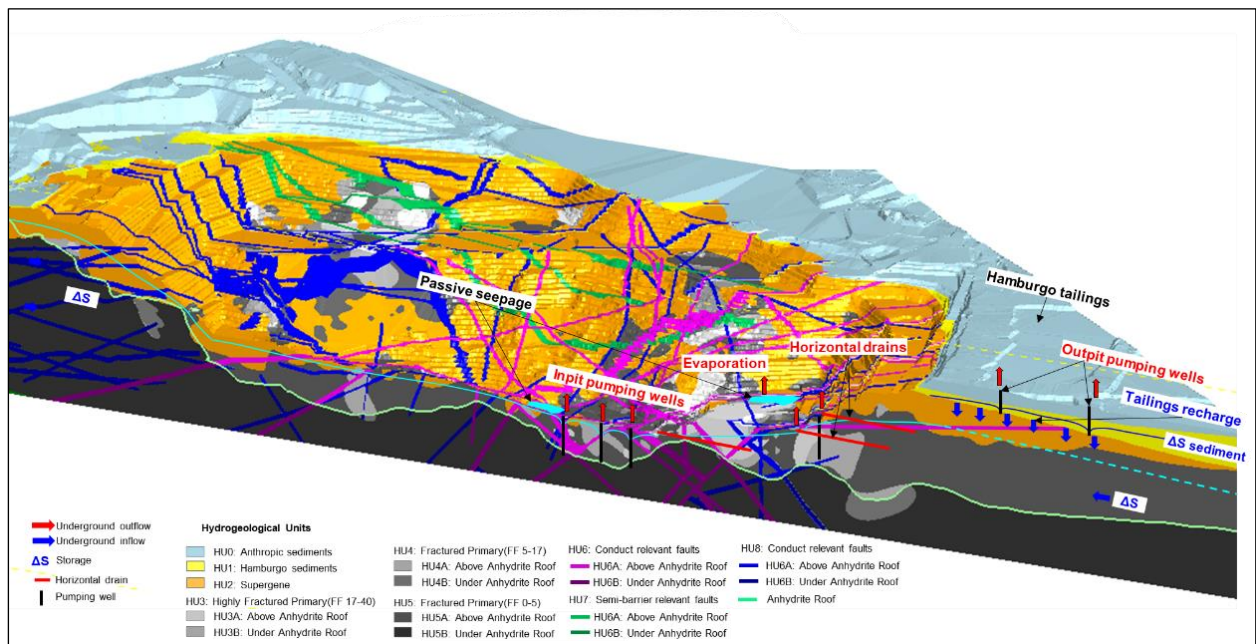 Hamburgo tailings
Passive seepage
Horizontal drains
Evaporation
Outpit pumping wells
Inpit pumping wells
Tailings recharge
ΔS sediment
ΔS
ΔS
Underground outflow
Underground inflow
ΔS Storage
Horizontal drain
Pumping well
Hydrogeological Units
HU0: Anthropic sediments
HU1: Hamburgo sediments
HU2: Supergene
HU3: Highly Fractured Primary(FF 17-40)
HU3A: Above Anhydrite Roof
HU3B: Under Anhydrite Roof
HU4: Fractured Primary(FF 5-17)
HU4A: Above Anhydrite Roof
HU4B: Under Anhydrite Roof
HU5: Fractured Primary(FF 0-5)
HU5A: Above Anhydrite Roof
HU5B: Under Anhydrite Roof
HU6: Conduct relevant faults
HU6A: Above Anhydrite Roof
HU6B: Under Anhydrite Roof
HU7: Semi-barrier relevant faults
HU6A: Above Anhydrite Roof
HU6B: Under Anhydrite Roof
HU8: Conduct relevant faults
HU6A: Above Anhydrite Roof
HU6B: Under Anhydrite Roof
Anhydrite Roof